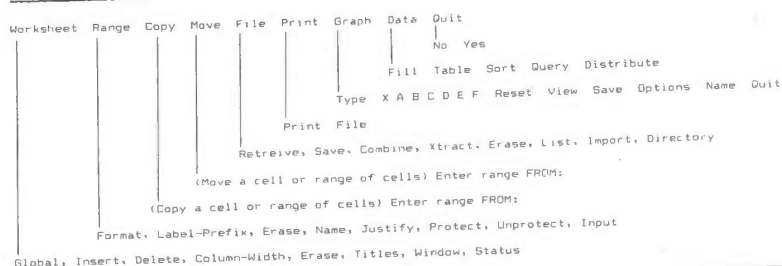 Worksheet Range Copy Move File Print Graph Data Quit
No Yes
Fill Table Sort Query Distribute
Type X A B C D E F Reset View Save Options Name Quit
Print File
Retreive, Save, Combine, Xtract, Erase, List, Import, Directory
(Move a cell or range of cells) Enter range FROM:
(Copy a cell or range of cells) Enter range FROM:
Format, Label-Prefix, Erase, Name, Justify, Protect, Unprotect, Input
Global, Insert, Delete, Column-Width, Erase, Titles, Window, Status